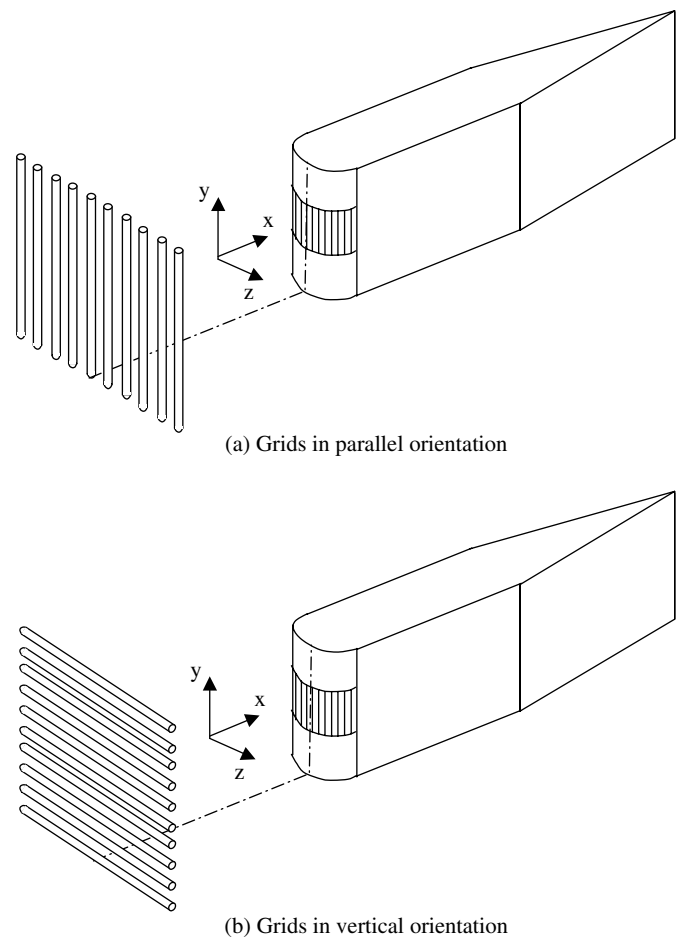 y
x
z
(a) Grids in parallel orientation
y
x
z
(b) Grids in vertical orientation